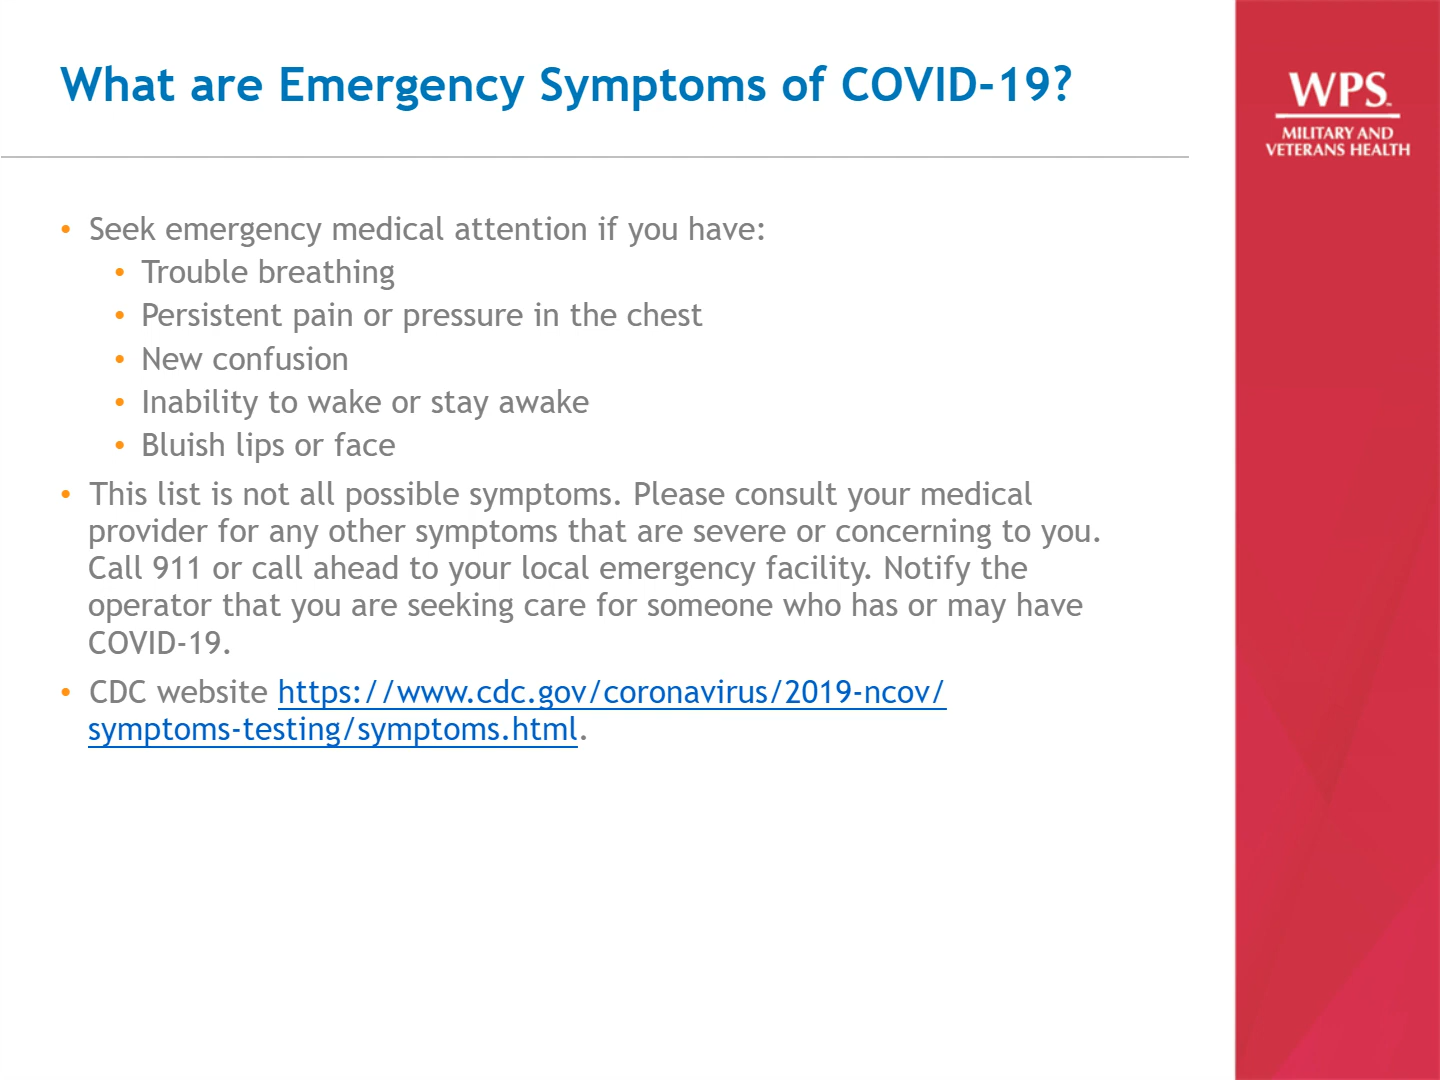 What are Emergency Symptoms of COVID-19?
WPS™
MILITARY AND
VETERANS HEALTH
• Seek emergency medical attention if you have:
• Trouble breathing
• Persistent pain or pressure in the chest
• New confusion
• Inability to wake or stay awake
• Bluish lips or face
• This list is not all possible symptoms. Please consult your medical
provider for any other symptoms that are severe or concerning to you.
Call 911 or call ahead to your local emergency facility. Notify the
operator that you are seeking care for someone who has or may have
COVID-19.
• CDC website https://www.cdc.gov/coronavirus/2019-ncov/
symptoms-testing/symptoms.html.